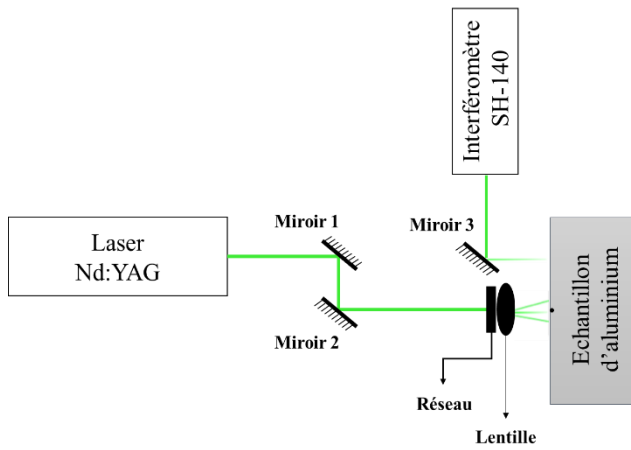 Interféromètre
SH-140
Laser
Nd:YAG
Miroir 1
Miroir 3
Miroir 2
Echantillon
d'aluminium
Réseau
Lentille